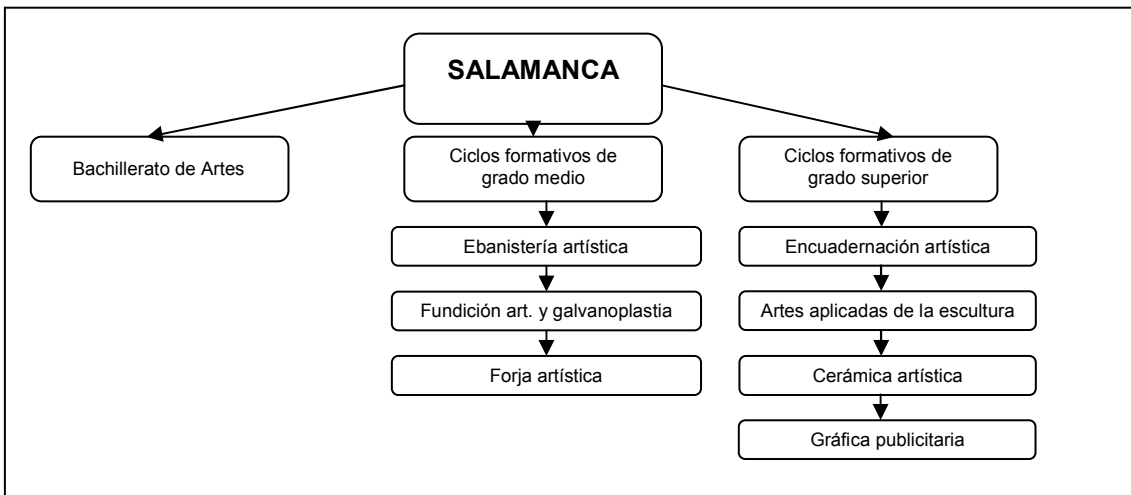 SALAMANCA
Bachillerato de Artes
Ciclos formativos de
grado medio
Ebanistería artística
Fundición art. y galvanoplastia
Forja artística
Ciclos formativos de
grado superior
Encuadernación artística
Artes aplicadas de la escultura
Cerámica artística
Gráfica publicitaria